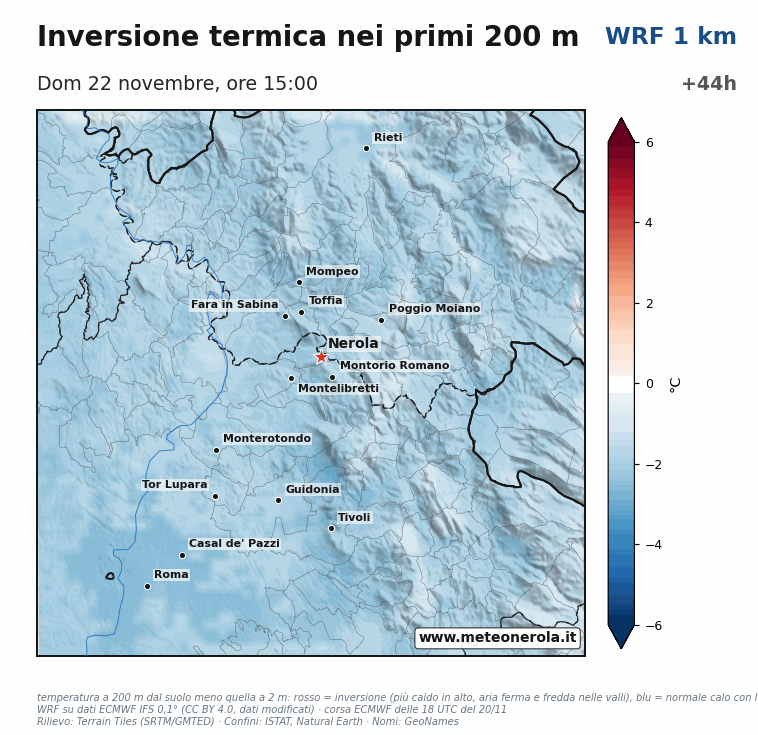 Inversione termica nei primi 200 m
WRF 1 km
Dom 22 novembre, ore 15:00
+44h
Rieti
Mompeo
Fara in Sabina
Toffia
Poggio Moiano
Nerola
Montorio Romano
Montelibretti
Monterotondo
Tor Lupara
Guidonia
Tivoli
Casal de' Pazzi
Roma
www.meteonerola.it
6
4
2
0
−2
−4
−6
°C
temperatura a 200 m dal suolo meno quella a 2 m: rosso = inversione (più caldo in alto, aria ferma e fredda nelle valli), blu = normale calo con l
WRF su dati ECMWF IFS 0,1° (CC BY 4.0, dati modificati) · corsa ECMWF delle 18 UTC del 20/11
Rilievo: Terrain Tiles (SRTM/GMTED) · Confini: ISTAT, Natural Earth · Nomi: GeoNames